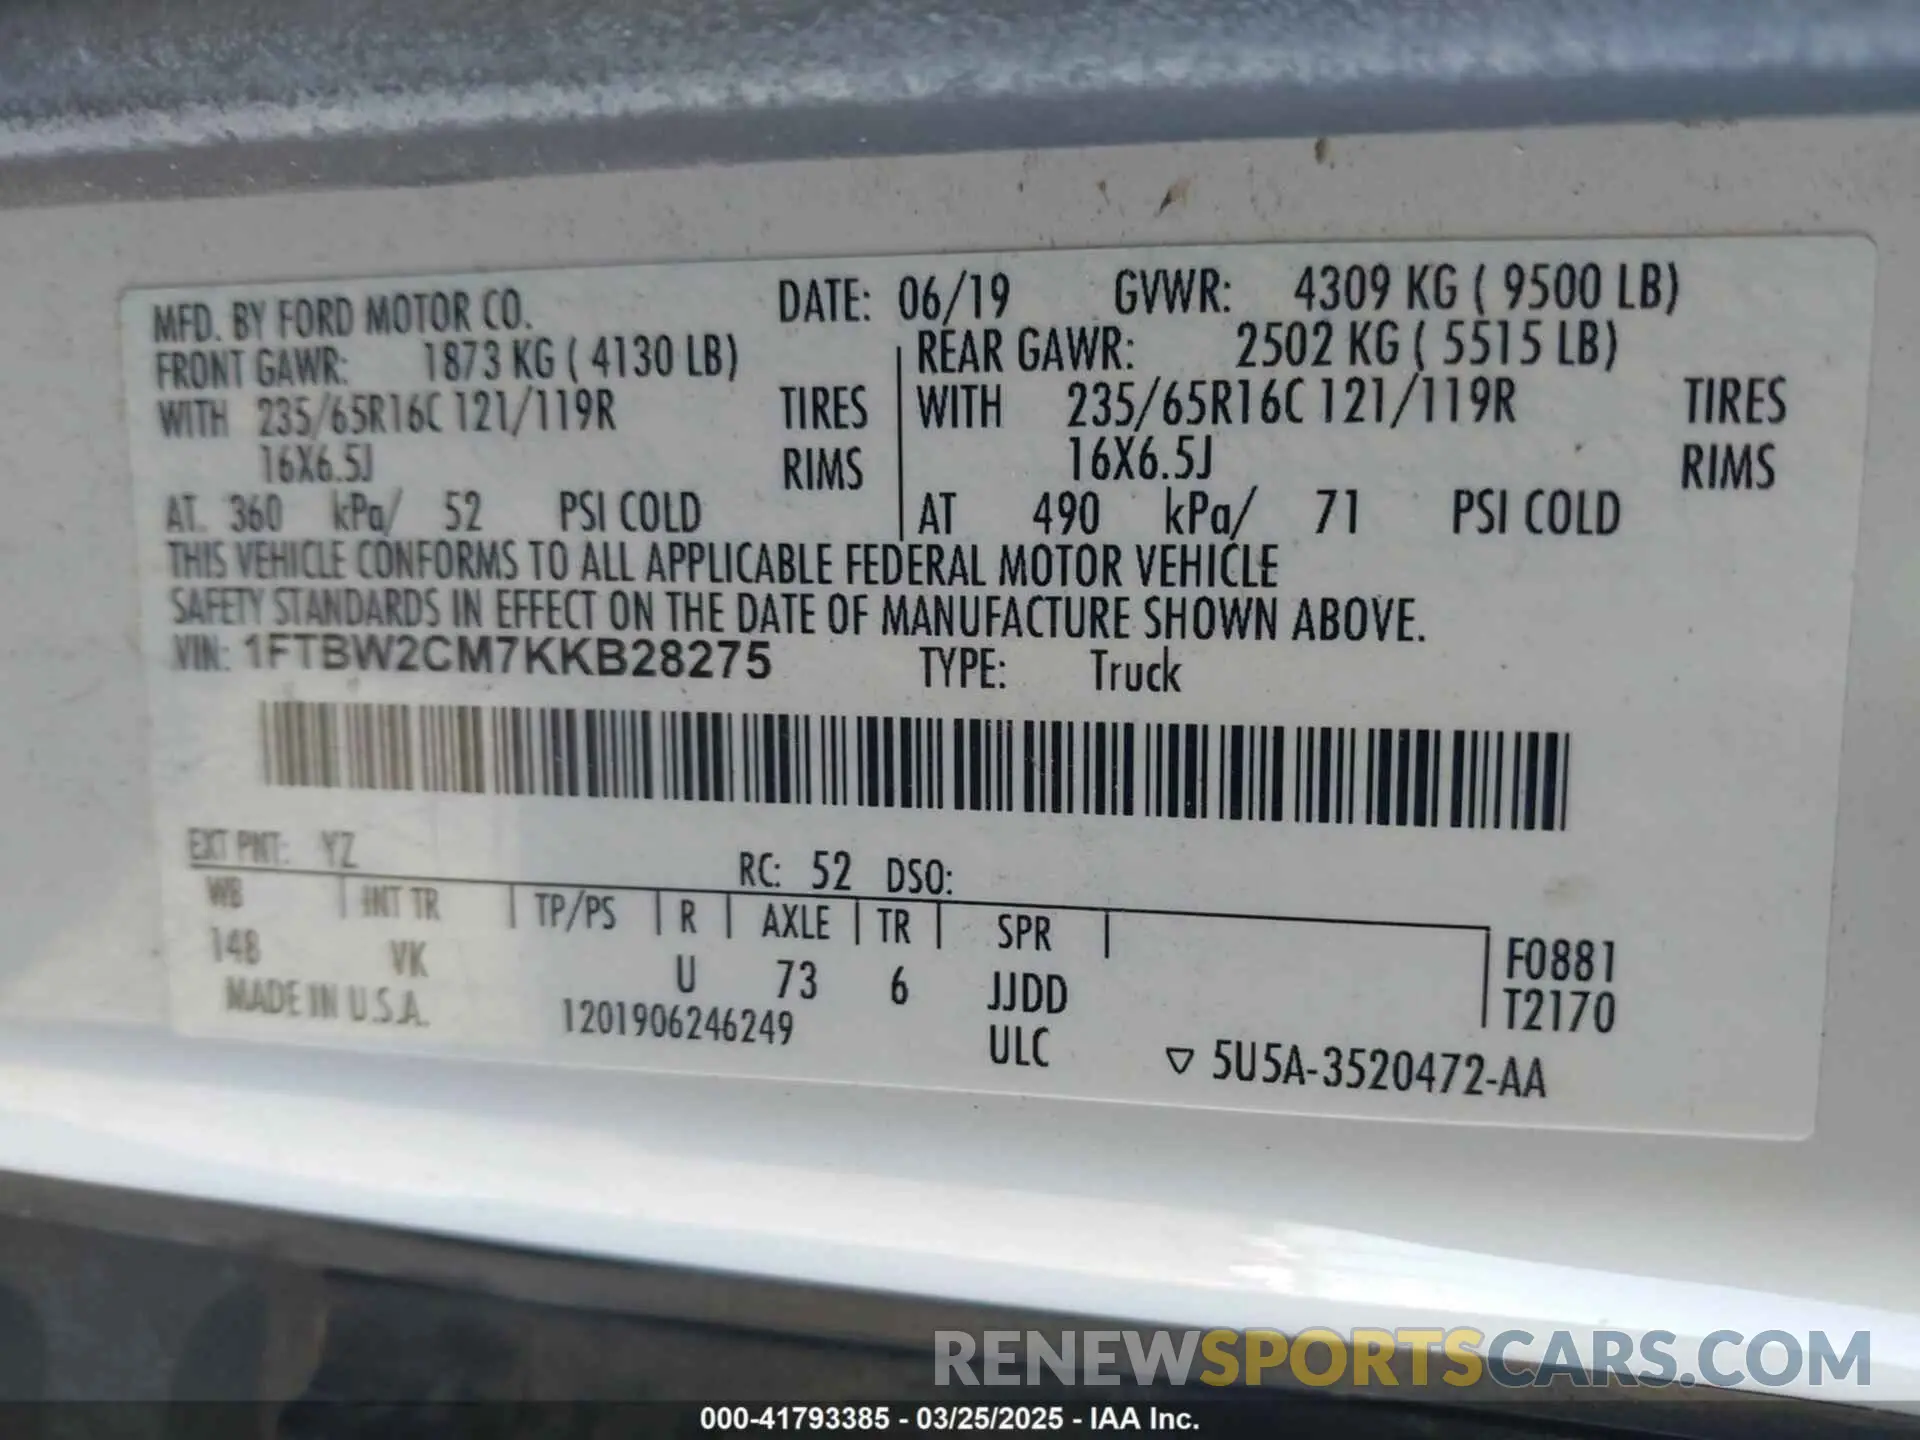 MFD. BY FORD MOTOR CO. DATE: 06/19 GVWR: 4309 KG ( 9500 LB)
FRONT GAWR: 1873 KG ( 4130 LB) REAR GAWR: 2502 KG ( 5515 LB)
WITH 235/65R16C 121/119R TIRES WITH 235/65R16C 121/119R TIRES
16X6.5J RIMS 16X6.5J RIMS
AT 360 kPa/ 52 PSI COLD AT 490 kPa/ 71 PSI COLD
THIS VEHICLE CONFORMS TO ALL APPLICABLE FEDERAL MOTOR VEHICLE
SAFETY STANDARDS IN EFFECT ON THE DATE OF MANUFACTURE SHOWN ABOVE.
VIN: 1FTBW2CM7KKB28275 TYPE: Truck
EXT PNT: YZ RC: 52 DSO:
WB INT TR TP/PS R AXLE TR SPR F0881
148 VK U 73 6 JJDD T2170
MADE IN U.S.A. 1201906246249 ULC ▽ 5U5A-3520472-AA
RENEWSPORTSCARS.COM
000-41793385 - 03/25/2025 - IAA Inc.